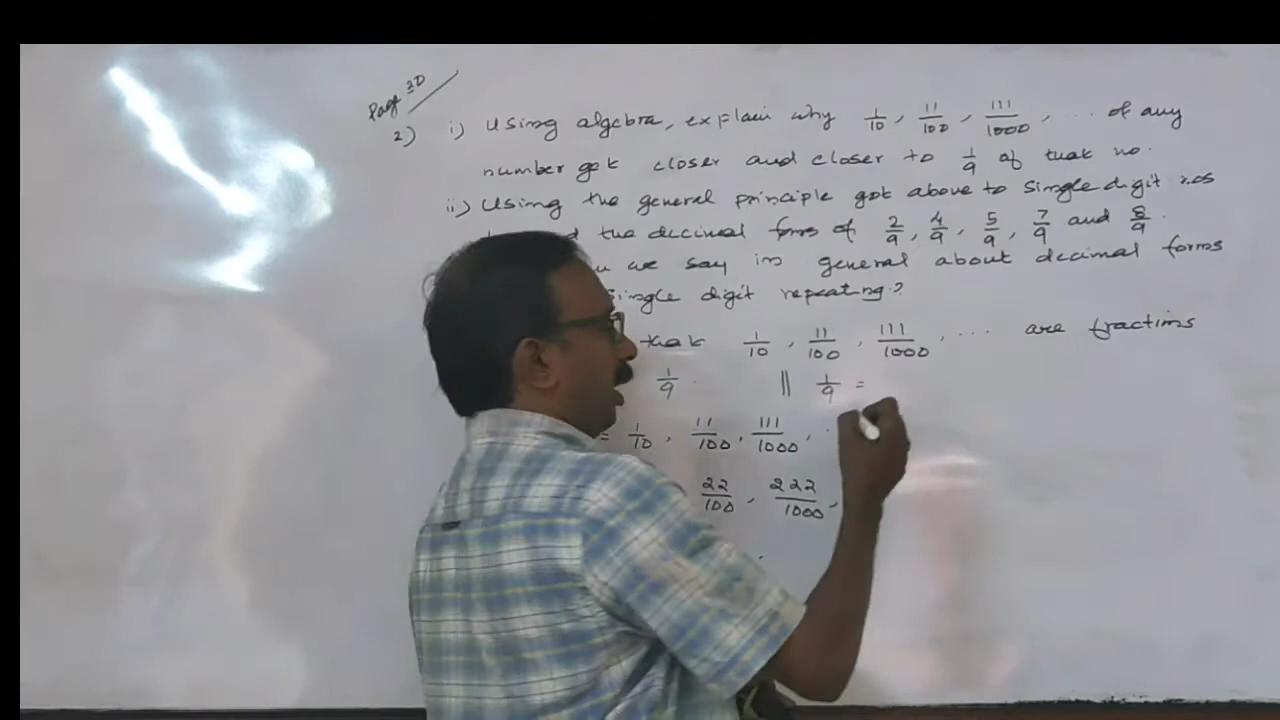 Page 30
2) i) Using algebra, explain why 1/10, 11/100, 111/1000, ... of any
number get closer and closer to 1/9 of that no.
ii) Using the general principle got above to single digit nos
the decimal form of 2/9, 4/9, 5/9, 7/9 and 8/9.
we say in general about decimal forms
single digit repeating?
that 1/10, 11/100, 111/1000, ... are fractions
1/9. || 1/9 =
= 1/10, 11/100, 111/1000,
22/100, 222/1000,